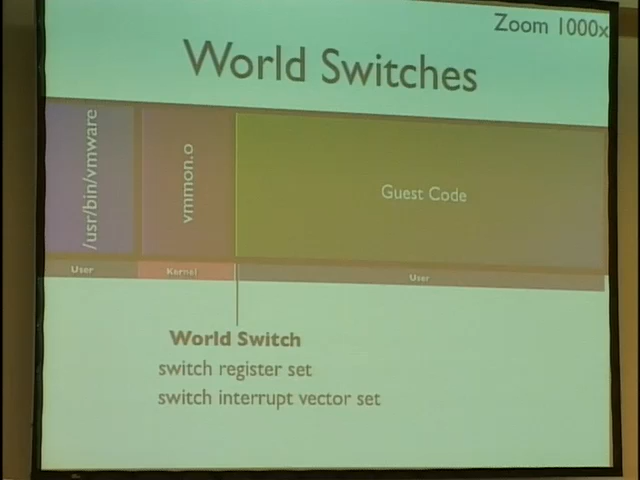 Zoom 1000x
World Switches
/usr/bin/vmware
vmmon.o
Guest Code
User
Kernel
User
World Switch
switch register set
switch interrupt vector set